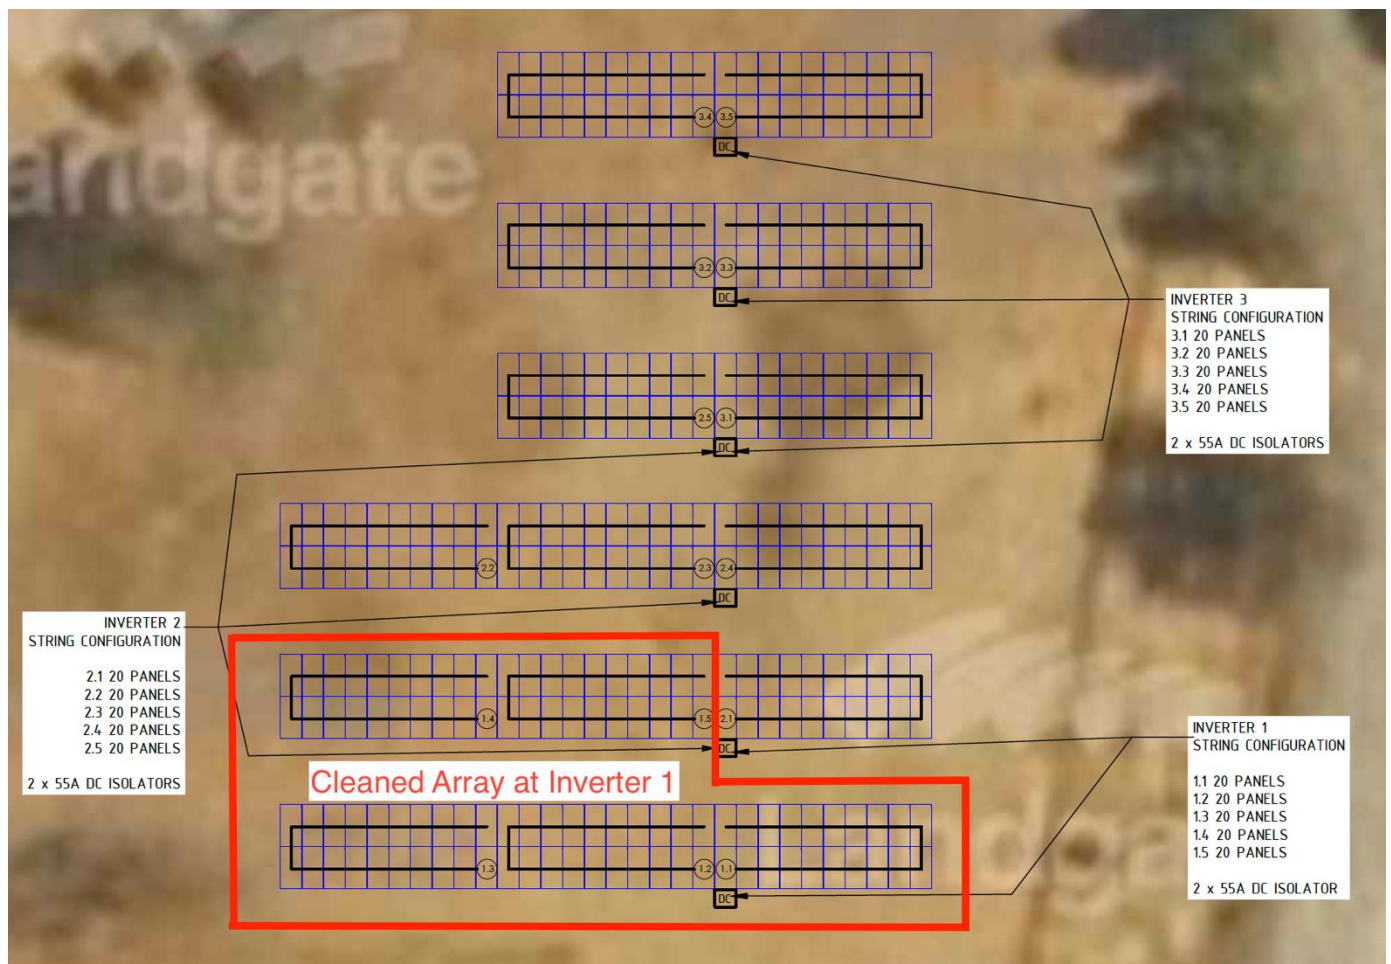 andgate
3.4 3.5
DC
3.2 3.3
DC
INVERTER 3
STRING CONFIGURATION
3.1 20 PANELS
3.2 20 PANELS
3.3 20 PANELS
3.4 20 PANELS
3.5 20 PANELS
2 x 55A DC ISOLATORS
2.5 3.1
DC
2.2 2.3 2.4
DC
INVERTER 2
STRING CONFIGURATION
2.1 20 PANELS
2.2 20 PANELS
2.3 20 PANELS
2.4 20 PANELS
2.5 20 PANELS
2 x 55A DC ISOLATORS
1.4 1.5 2.1
DC
Cleaned Array at Inverter 1
INVERTER 1
STRING CONFIGURATION
1.1 20 PANELS
1.2 20 PANELS
1.3 20 PANELS
1.4 20 PANELS
1.5 20 PANELS
2 x 55A DC ISOLATOR
Landga
1.3 1.2 1.1
DC